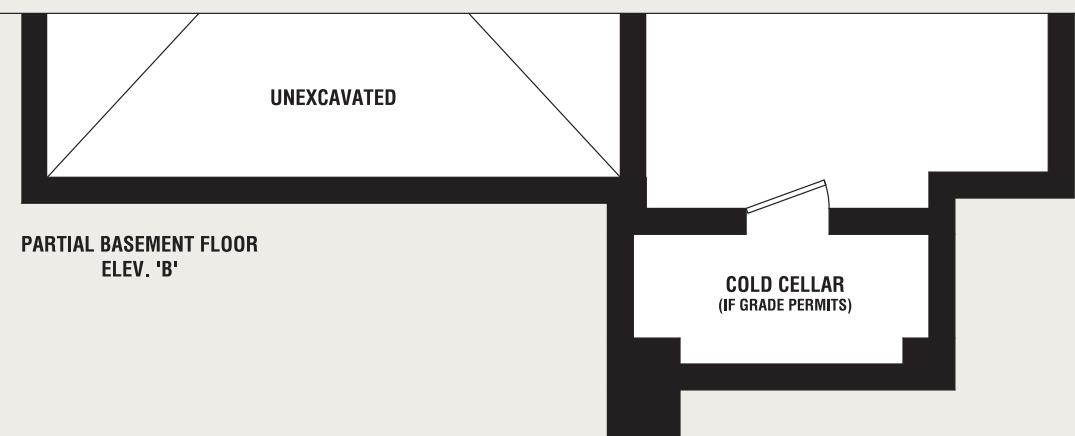 UNEXCAVATED
PARTIAL BASEMENT FLOOR
ELEV. 'B'
COLD CELLAR
(IF GRADE PERMITS)